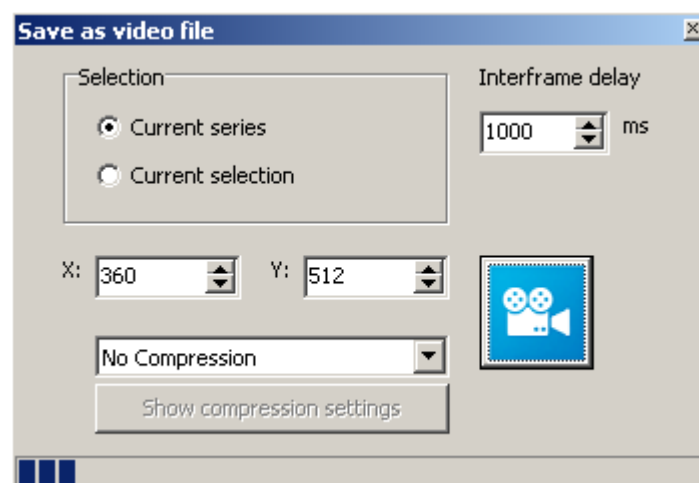 Save as video file
Selection
Interframe delay
Current series
1000
ms
Current selection
X: 360
Y: 512
No Compression
Show compression settings